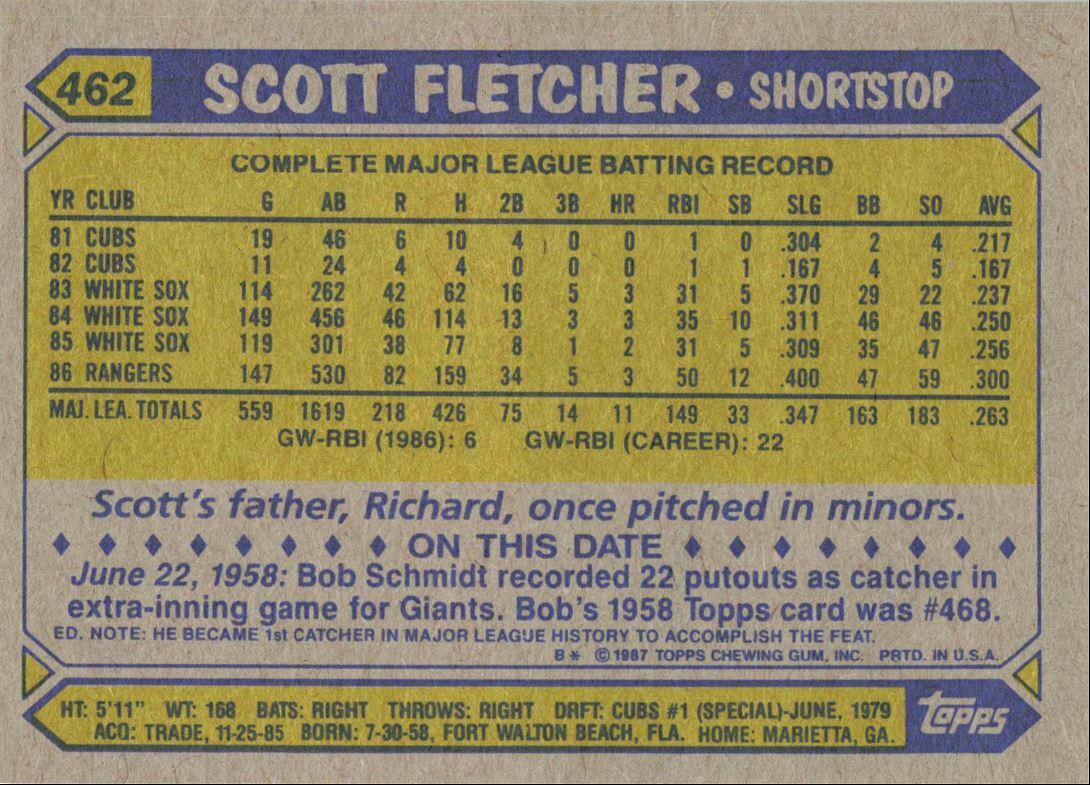 462 SCOTT FLETCHER • SHORTSTOP
COMPLETE MAJOR LEAGUE BATTING RECORD
YR CLUB G AB R H 2B 3B HR RBI SB SLG BB SO AVG
81 CUBS 19 46 6 10 4 0 0 1 0 .304 2 4 .217
82 CUBS 11 24 4 4 0 0 0 1 1 .167 4 5 .167
83 WHITE SOX 114 262 42 62 16 5 3 31 5 .370 29 22 .237
84 WHITE SOX 149 456 46 114 13 3 3 35 10 .311 46 46 .250
85 WHITE SOX 119 301 38 77 8 1 2 31 5 .309 35 47 .256
86 RANGERS 147 530 82 159 34 5 3 50 12 .400 47 59 .300
MAJ. LEA. TOTALS 559 1619 218 426 75 14 11 149 33 .347 163 183 .263
GW-RBI (1986): 6 GW-RBI (CAREER): 22
Scott's father, Richard, once pitched in minors.
♦ ♦ ♦ ♦ ♦ ♦ ♦ ♦ ON THIS DATE ♦ ♦ ♦ ♦ ♦ ♦ ♦ ♦
June 22, 1958: Bob Schmidt recorded 22 putouts as catcher in
extra-inning game for Giants. Bob's 1958 Topps card was #468.
ED. NOTE: HE BECAME 1st CATCHER IN MAJOR LEAGUE HISTORY TO ACCOMPLISH THE FEAT.
B* © 1987 TOPPS CHEWING GUM, INC. PRTD. IN U.S.A.
HT: 5'11" WT: 168 BATS: RIGHT THROWS: RIGHT DRFT: CUBS #1 (SPECIAL)-JUNE, 1979
ACQ: TRADE, 11-25-85 BORN: 7-30-58, FORT WALTON BEACH, FLA. HOME: MARIETTA, GA.
topps